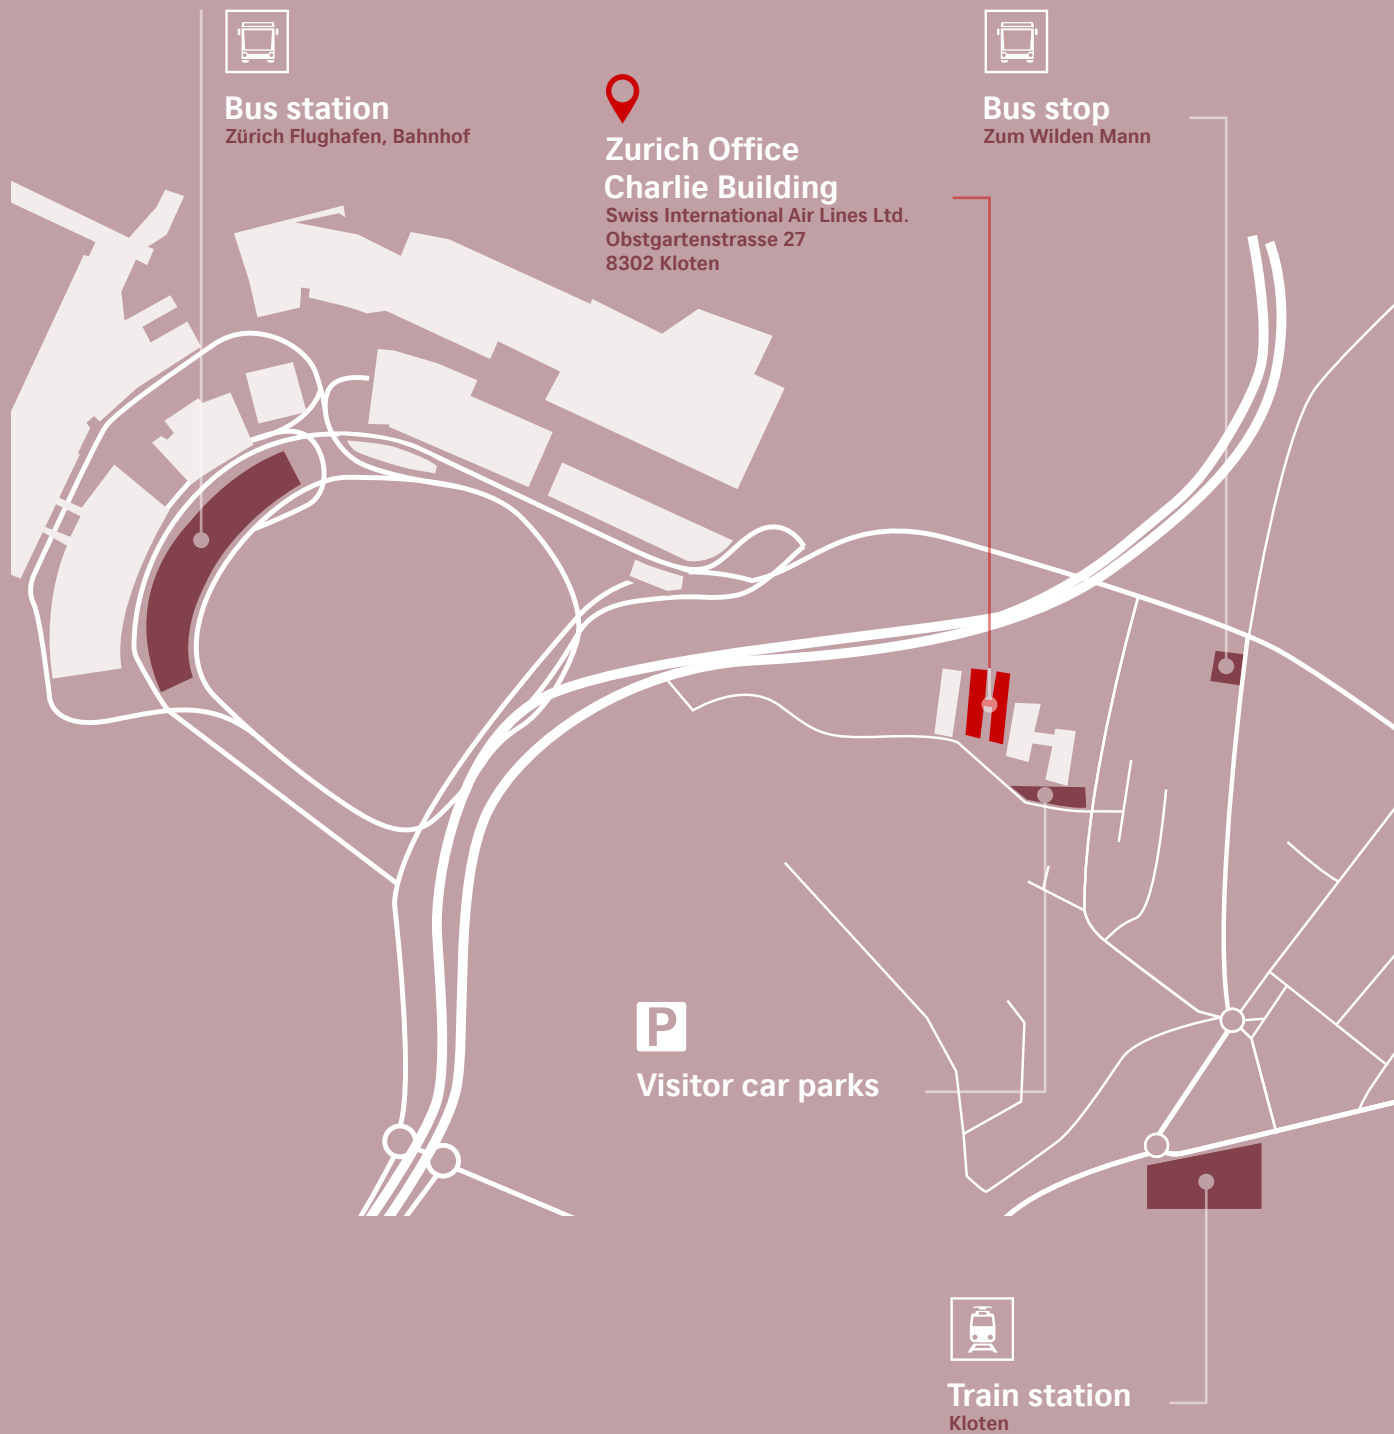 Bus station
Zürich Flughafen, Bahnhof
Zurich Office
Charlie Building
Swiss International Air Lines Ltd.
Obstgartenstrasse 27
8302 Kloten
Bus stop
Zum Wilden Mann
P
Visitor car parks
Train station
Kloten